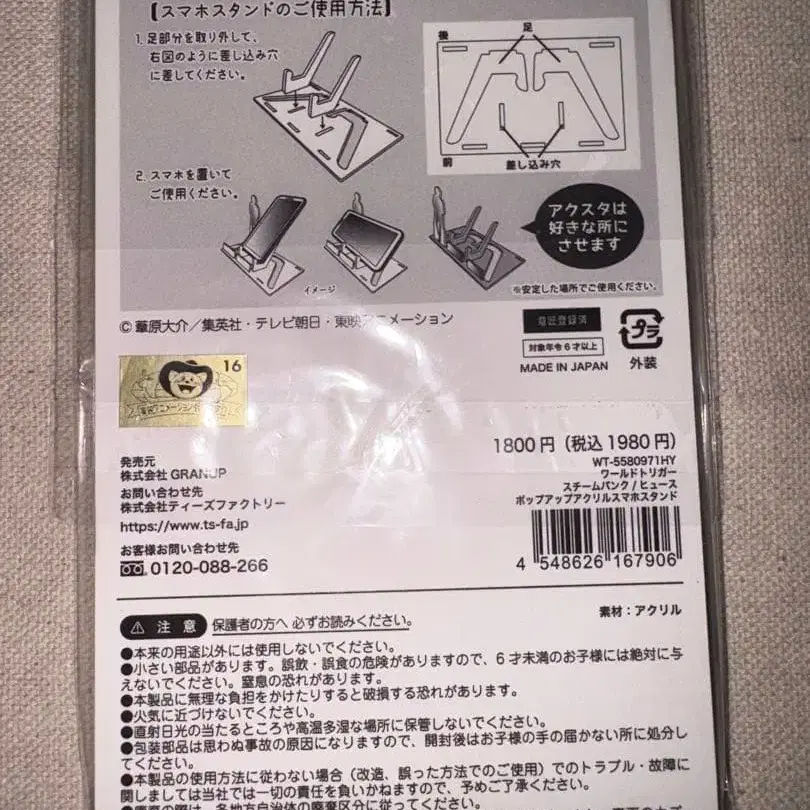 【スマホスタンドのご使用方法】
1. 足部分を取り外して、
右図のように差し込み穴
に差してください。
後
足
前
差し込み穴
2. スマホを置いて
ご使用ください。
イメージ
アクスタは
好きな所に
させます
※安定した場所でご使用ください。
© 葦原大介／集英社・テレビ朝日・東映アニメーション
意匠登録済
対象年令6才以上
MADE IN JAPAN
プラ
外装
16
1800円（税込1980円）
WT-5580971HY
ワールドトリガー
スチームパンク / ヒュース
ポップアップアクリルスマホスタンド
4 548626 167906
発売元
株式会社 GRANUP
お問い合わせ先
株式会社ティーズファクトリー
https://www.ts-fa.jp
お客様お問い合わせ先
0120-088-266
素材：アクリル
⚠ 注 意 保護者の方へ 必ずお読みください。
●本来の用途以外には使用しないでください。
●小さい部品があります。誤飲・誤食の危険がありますので、6才未満のお子様には絶対に与
えないでください。窒息の恐れがあります。
●本製品に無理な負担をかけたりすると破損する恐れがあります。
●火気に近づけないでください。
●直射日光の当たるところや高温多湿な場所に保管しないでください。
●包装部品は思わぬ事故の原因になりますので、開封後はお子様の手の届かない所に処分し
てください。
●本製品の使用方法に従わない場合（改造、誤った方法でのご使用）でのトラブル・故障に
関しましては当社では一切の責任を負いかねますので、予めご了承ください。
の際は、各地方自治体の廃棄区分に従ってください。